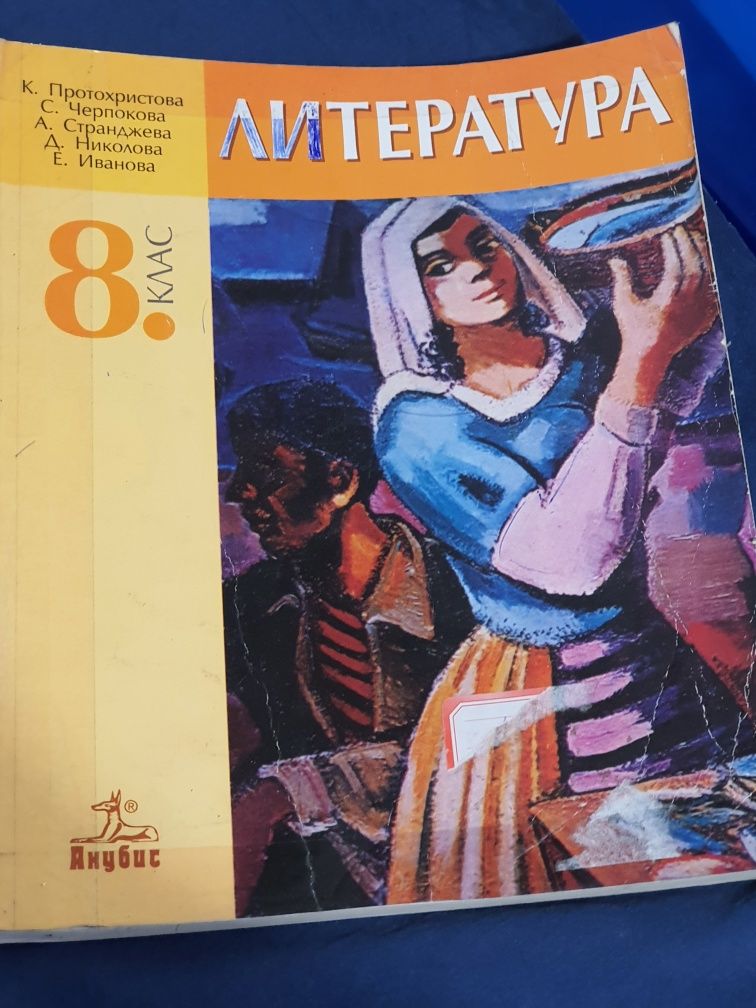 К. Протохристова
С. Черпокова
А. Странджева
Д. Николова
Е. Иванова
ЛИТЕРАТУРА
8.
КЛАС
®
Анубис